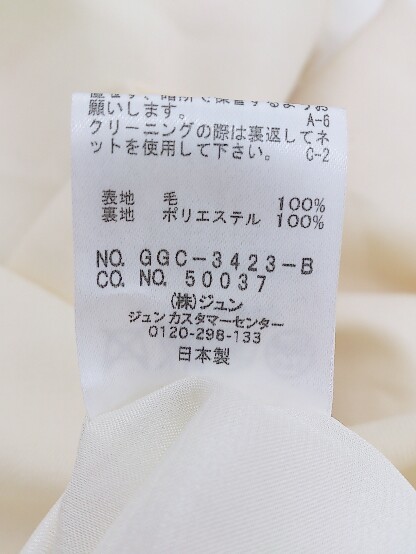 願いします。 A-6
クリーニングの際は裏返してネ
ットを使用して下さい。 C-2
表地 毛 100%
裏地 ポリエステル 100%
NO. GGC-3423-B
CO. NO. 50037
(株)ジュン
ジュン カスタマーセンター
0120-298-133
日本製